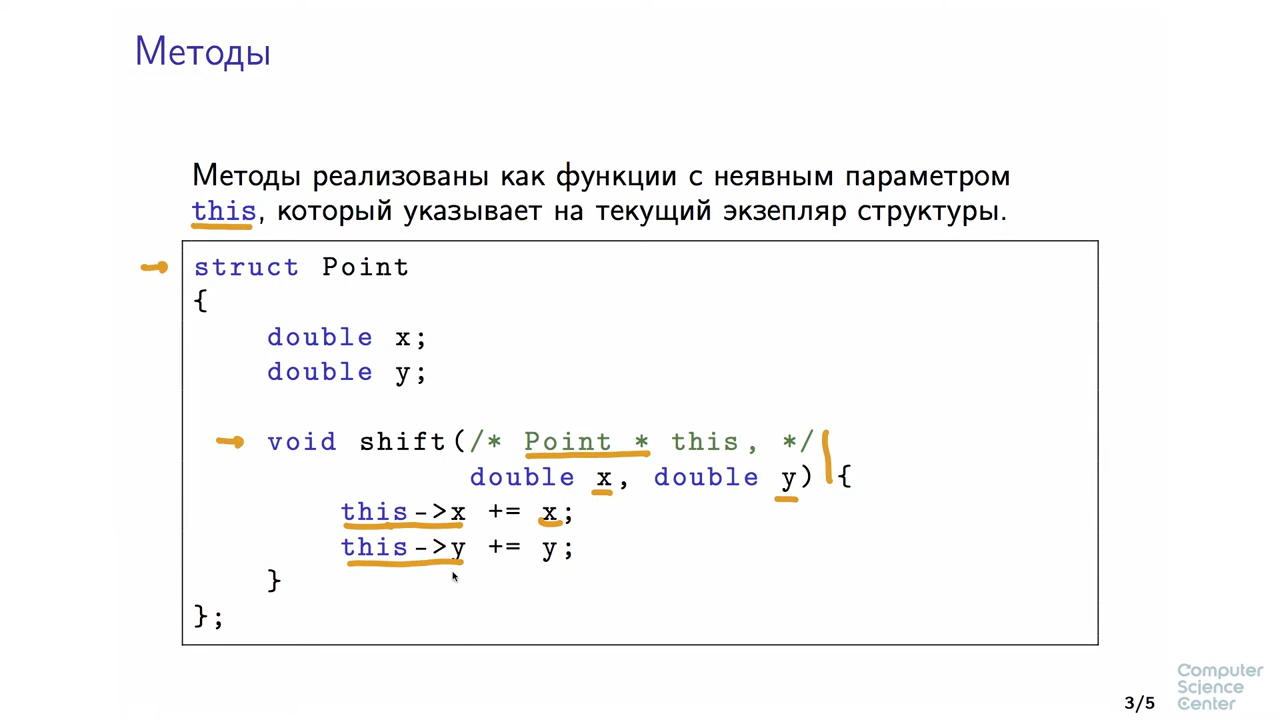 Методы
Методы реализованы как функции с неявным параметром
this, который указывает на текущий экзепляр структуры.
struct Point
{
double x;
double y;
void shift(/* Point * this, */
double x, double y) {
this->x += x;
this->y += y;
}
};
3/5
Computer
Science
Center